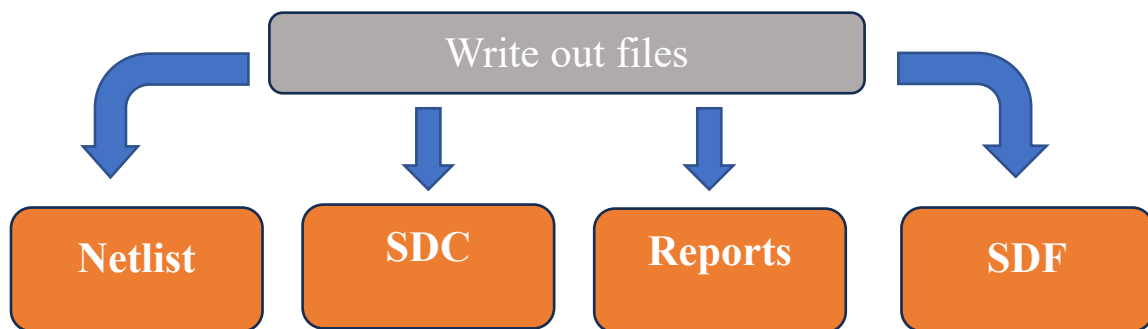 Write out files
Netlist
SDC
Reports
SDF